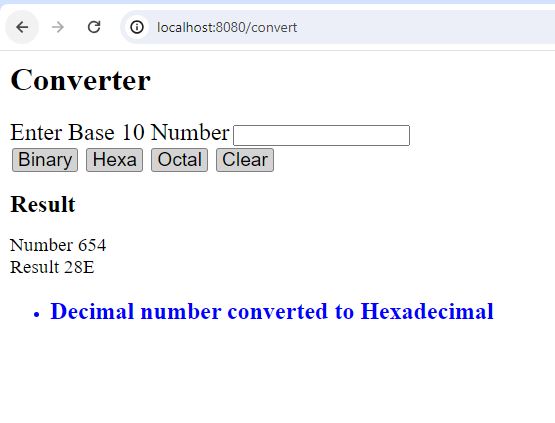 localhost:8080/convert
Converter
Enter Base 10 Number
Binary Hexa Octal Clear
Result
Number 654
Result 28E
Decimal number converted to Hexadecimal